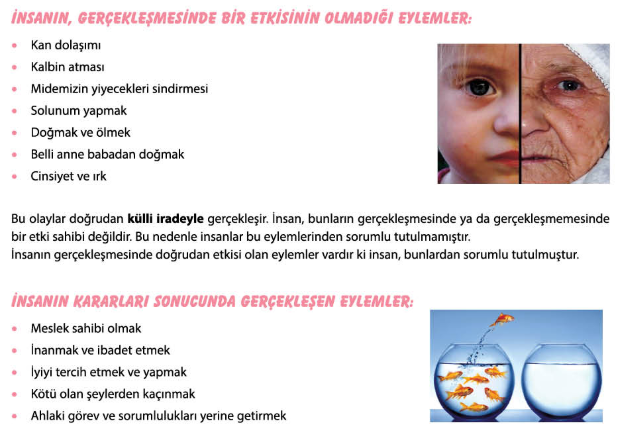 İNSANIN, GERÇEKLEŞMESİNDE BİR ETKİSİNİN OLMADIĞI EYLEMLER:
• Kan dolaşımı
• Kalbin atması
• Midemizin yiyecekleri sindirmesi
• Solunum yapmak
• Doğmak ve ölmek
• Belli anne babadan doğmak
• Cinsiyet ve ırk
Bu olaylar doğrudan külli iradeyle gerçekleşir. İnsan, bunların gerçekleşmesinde ya da gerçekleşmemesinde
bir etki sahibi değildir. Bu nedenle insanlar bu eylemlerinden sorumlu tutulmamıştır.
İnsanın gerçekleşmesinde doğrudan etkisi olan eylemler vardır ki insan, bunlardan sorumlu tutulmuştur.
İNSANIN KARARLARI SONUCUNDA GERÇEKLEŞEN EYLEMLER:
• Meslek sahibi olmak
• İnanmak ve ibadet etmek
• İyiyi tercih etmek ve yapmak
• Kötü olan şeylerden kaçınmak
• Ahlaki görev ve sorumlulukları yerine getirmek